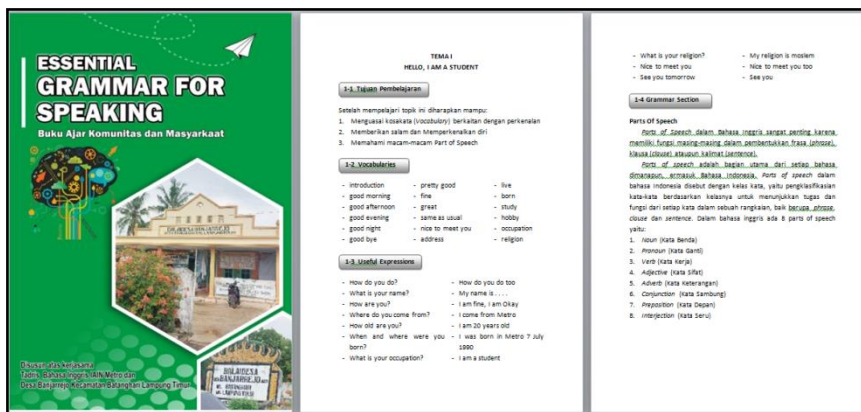 ESSENTIAL
GRAMMAR FOR
SPEAKING
Buku Ajar Komunitas dan Masyarkaat
BALAI DESA BANJARREJO
BALAI DESA
BANJARREJO
Disusun atas kerjasama
Tadris Bahasa Inggris IAIN Metro dan
Desa Banjarrejo Kecamatan Batanghari Lampung Timur
TEMA I
HELLO, I AM A STUDENT
1-1 Tujuan Pembelajaran
Setelah mempelajari topik ini diharapkan mampu:
1. Menguasai kosakata (Vocabulary) berkaitan dengan perkenalan
2. Memberikan salam dan Memperkenalkan diri
3. Memahami macam-macam Part of Speech
1-2 Vocabularies
- introduction - pretty good - live
- good morning - fine - born
- good afternoon - great - study
- good evening - same as usual - hobby
- good night - nice to meet you - occupation
- good bye - address - religion
1-3 Useful Expressions
- How do you do? - How do you do too
- What is your name? - My name is . . . .
- How are you? - I am fine, I am Okay
- Where do you come from? - I come from Metro
- How old are you? - I am 20 years old
- When and where were you - I was born in Metro 7 July
born? 1990
- What is your occupation? - I am a student
- What is your religion? - My religion is moslem
- Nice to meet you - Nice to meet you too
- See you tomorrow - See you
1-4 Grammar Section
Parts Of Speech
Parts of Speech dalam Bahasa Inggris sangat penting karena
memiliki fungsi masing-masing dalam pembentukkan frasa (phrase),
klausa (clause) ataupun kalimat (sentence).
Parts of speech adalah bagian utama dari setiap bahasa
dimanapun, ermasuk Bahasa Indonesia. Parts of speech dalam
bahasa Indonesia disebut dengan kelas kata, yaitu pengklasifikasian
kata-kata berdasarkan kelasnya untuk menunjukkan tugas dan
fungsi dari setiap kata dalam sebuah rangkaian, baik berupa phrase,
clause dan sentence. Dalam bahasa inggris ada 8 parts of speech
yaitu:
1. Noun (Kata Benda)
2. Pronoun (Kata Ganti)
3. Verb (Kata Kerja)
4. Adjective (Kata Sifat)
5. Adverb (Kata Keterangan)
6. Conjunction (Kata Sambung)
7. Preposition (Kata Depan)
8. Interjection (Kata Seru)